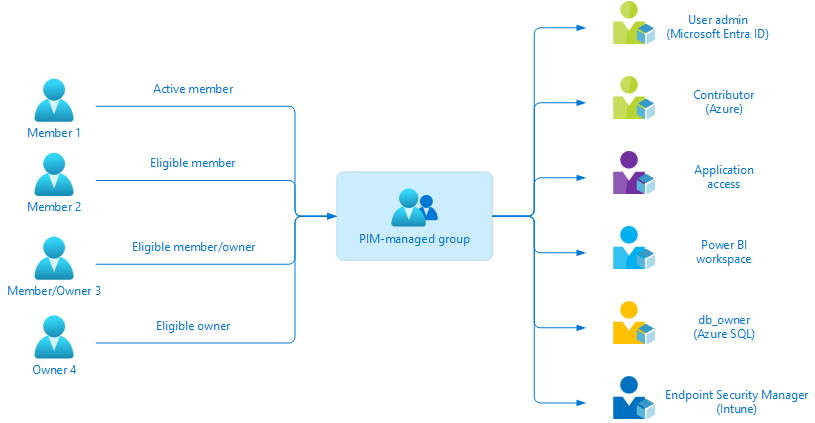 Active member
Member 1
Eligible member
Member 2
Eligible member/owner
Member/Owner 3
Eligible owner
Owner 4
PIM-managed group
User admin
(Microsoft Entra ID)
Contributor
(Azure)
Application
access
Power BI
workspace
db_owner
(Azure SQL)
Endpoint Security Manager
(Intune)